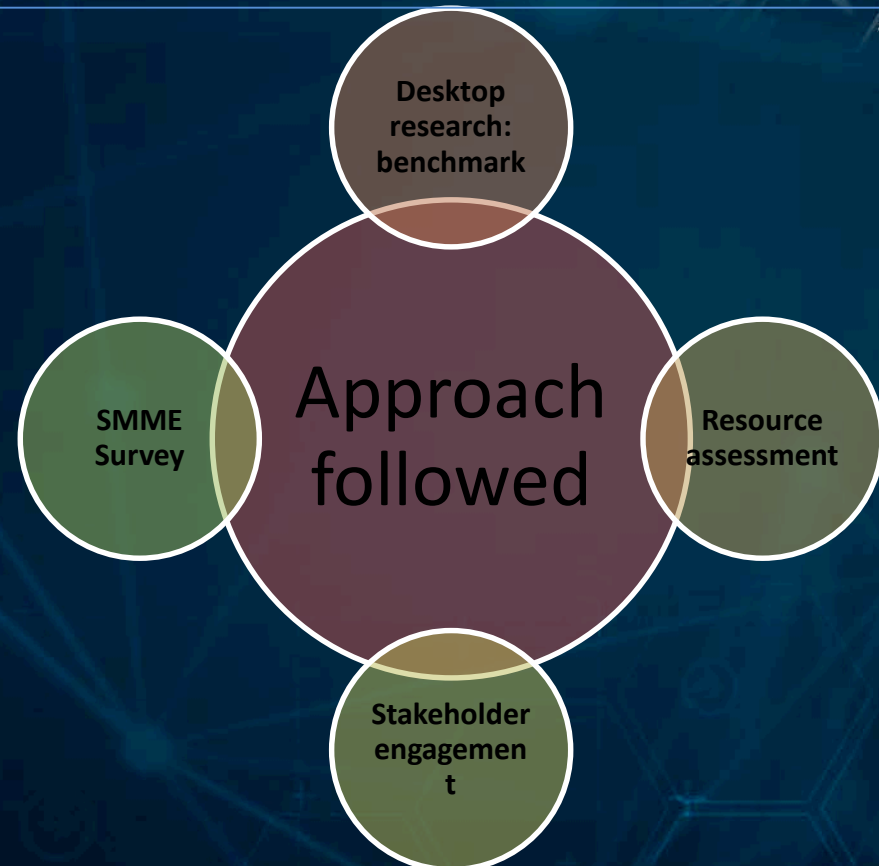 Desktop
research:
benchmark
SMME
Survey
Approach
followed
Resource
assessment
Stakeholder
engagemen
t